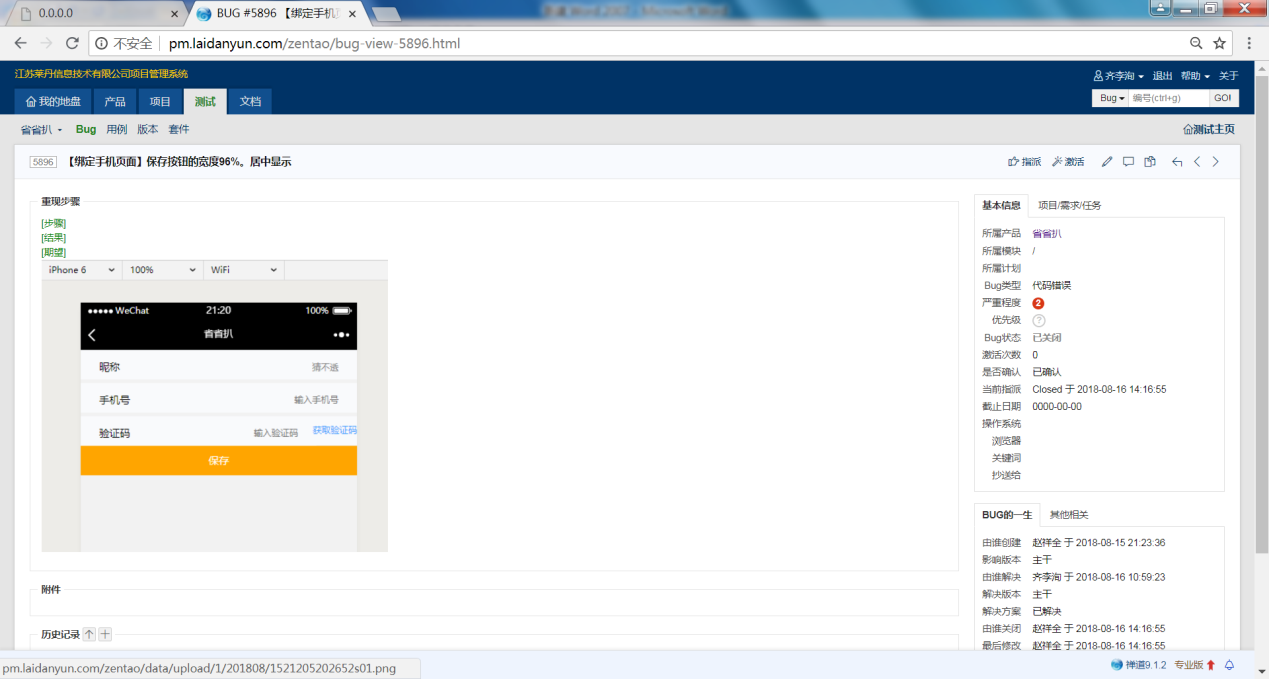 0.0.0.0
BUG #5896 【绑定手机
不安全 pm.laidanyun.com/zentao/bug-view-5896.html
江苏莱丹信息技术有限公司项目管理系统
齐李洵 退出 帮助 关于
我的地盘 产品 项目 测试 文档
Bug 编号(ctrl+g) GO!
省省扒 Bug 用例 版本 套件
测试主页
5896 【绑定手机页面】保存按钮的宽度96%。居中显示
指派 激活
重现步骤
[步骤]
[结果]
[期望]
iPhone 6 100% WiFi
WeChat 21:20 100%
省省扒
昵称 猜不透
手机号 输入手机号
验证码 输入验证码 获取验证码
保存
附件
历史记录
基本信息 项目/需求/任务
所属产品 省省扒
所属模块 /
所属计划
Bug类型 代码错误
严重程度 2
优先级 ?
Bug状态 已关闭
激活次数 0
是否确认 已确认
当前指派 Closed 于 2018-08-16 14:16:55
截止日期 0000-00-00
操作系统
浏览器
关键词
抄送给
BUG的一生 其他相关
由谁创建 赵祥全 于 2018-08-15 21:23:36
影响版本 主干
由谁解决 齐李洵 于 2018-08-16 10:59:23
解决版本 主干
解决方案 已解决
由谁关闭 赵祥全 于 2018-08-16 14:16:55
最后修改 赵祥全 于 2018-08-16 14:16:55
pm.laidanyun.com/zentao/data/upload/1/201808/1521205202652s01.png
禅道9.1.2 专业版